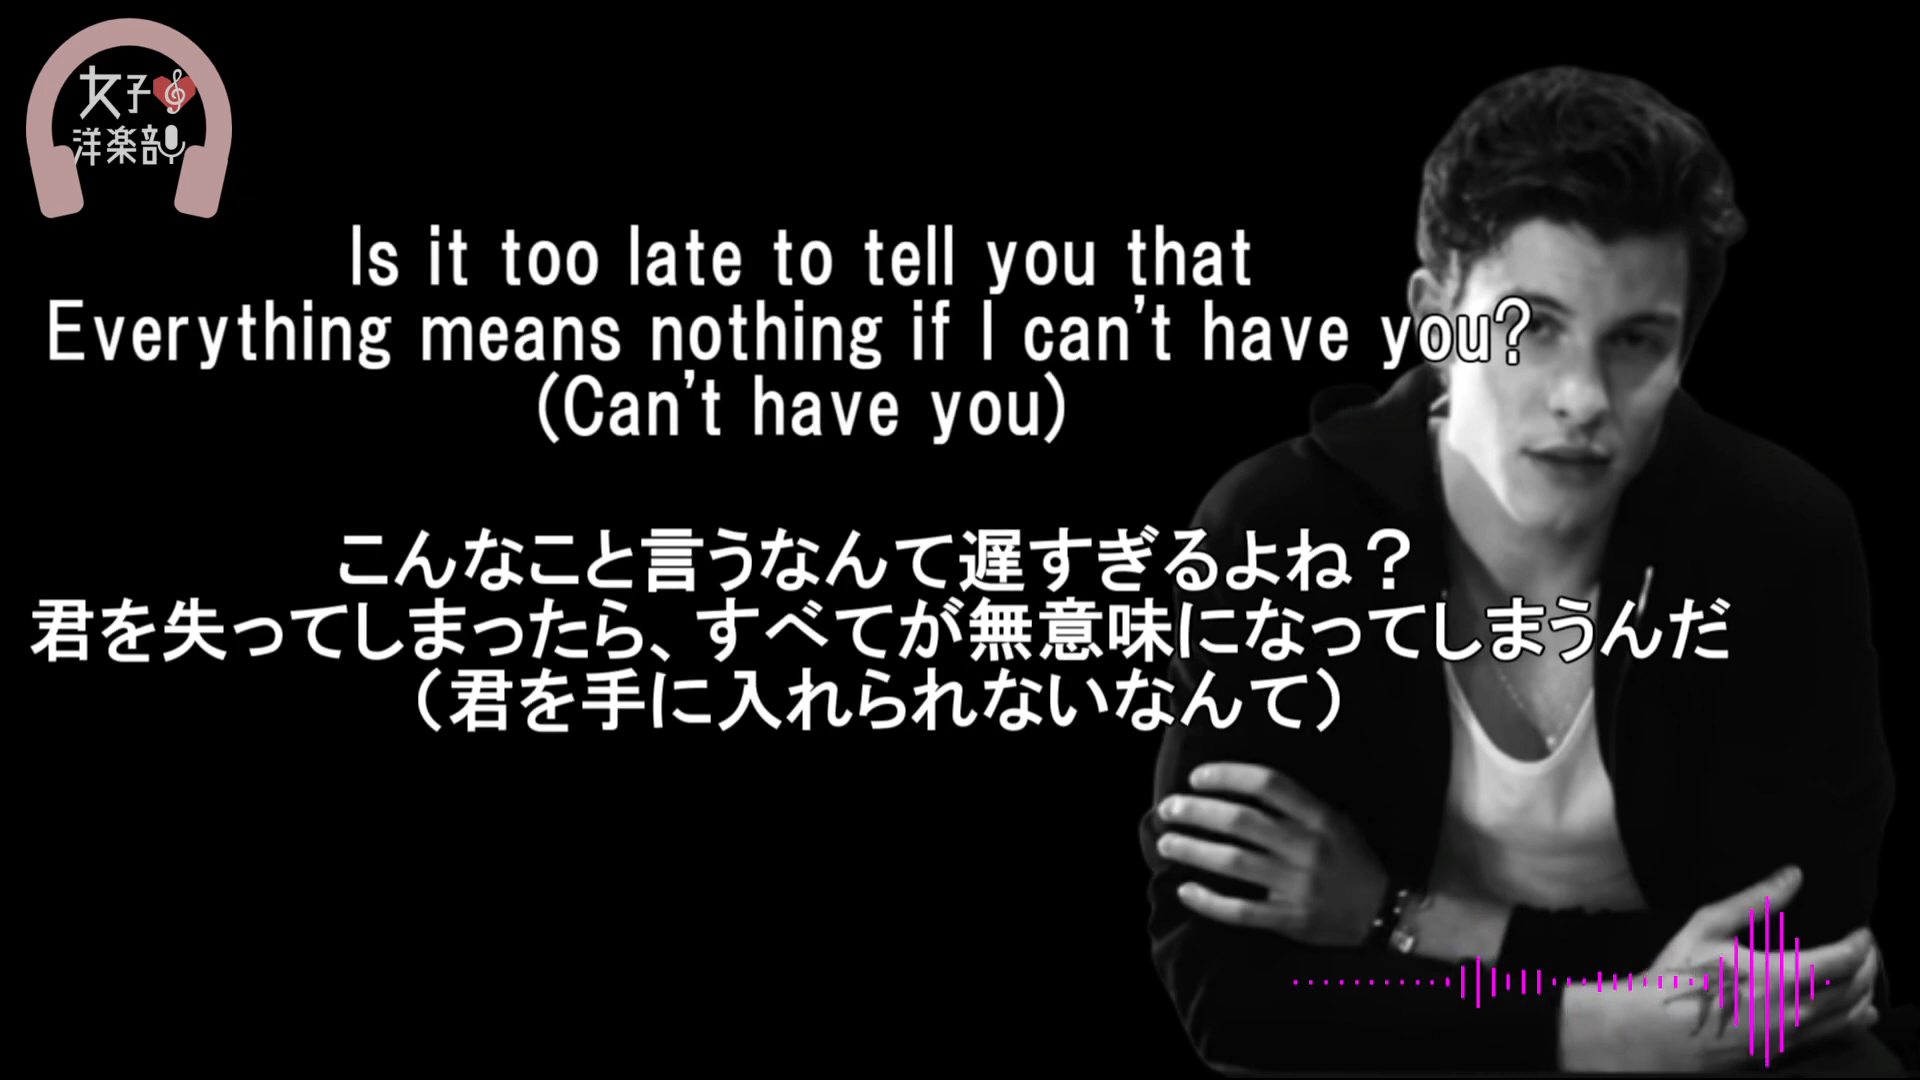 女子
洋楽部
Is it too late to tell you that
Everything means nothing if I can't have you?
(Can't have you)
こんなこと言うなんて遅すぎるよね？
君を失ってしまったら、すべてが無意味になってしまうんだ
（君を手に入れられないなんて）